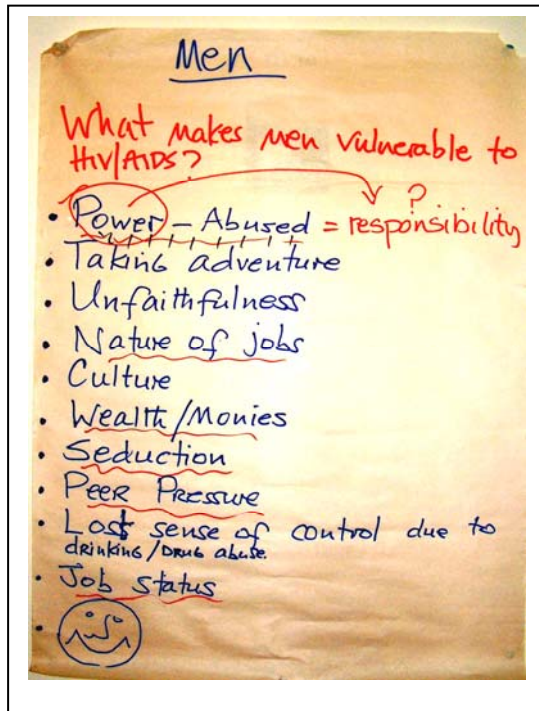 Men
What makes men vulnerable to
HIV/AIDS?
?
• Power - Abused = responsibility
• Taking adventure
• Unfaithfulness
• Nature of jobs
• Culture
• Wealth/Monies
• Seduction
• Peer Pressure
• Lost sense of control due to
drinking/Drug abuse.
• Job status
•